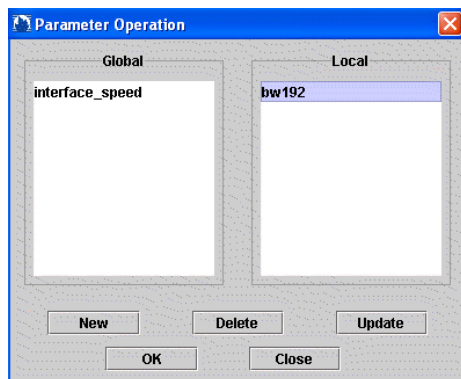 Parameter Operation
Global
Local
interface_speed
bw192
New
Delete
Update
OK
Close